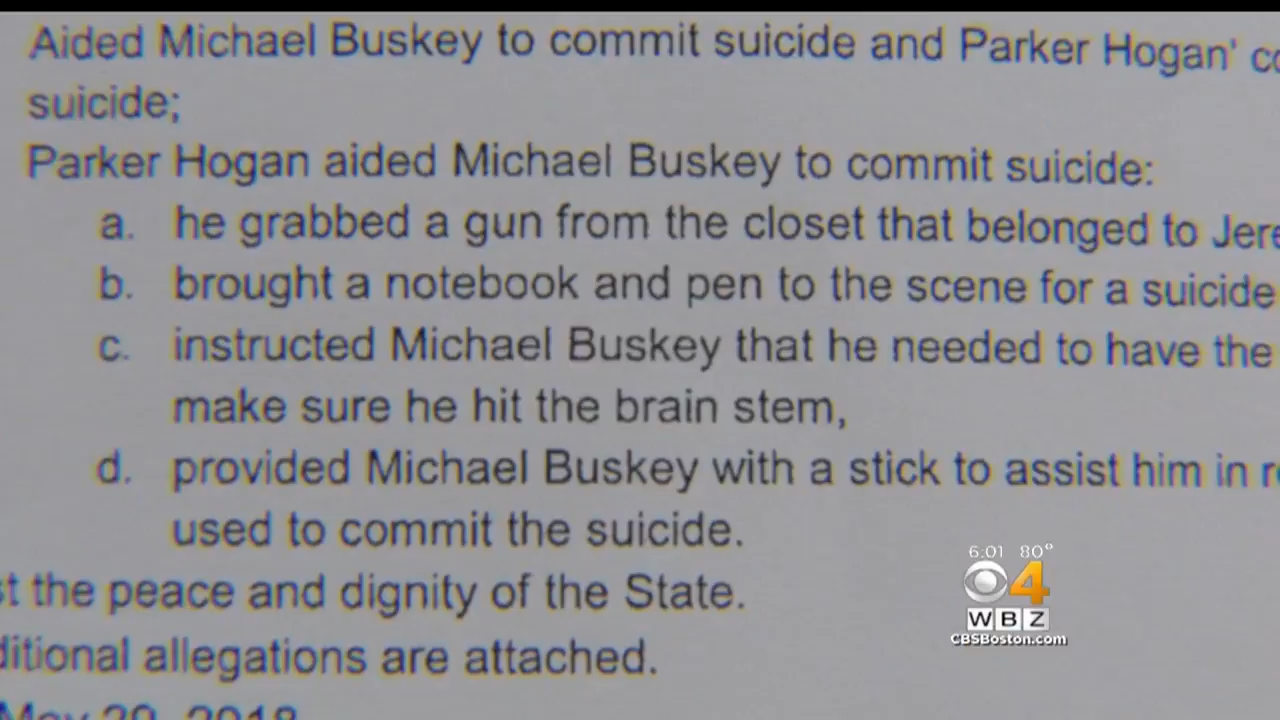 Aided Michael Buskey to commit suicide and Parker Hogan'
suicide;
Parker Hogan aided Michael Buskey to commit suicide:
a. he grabbed a gun from the closet that belonged to Jere
b. brought a notebook and pen to the scene for a suicide
c. instructed Michael Buskey that he needed to have the
make sure he hit the brain stem,
d. provided Michael Buskey with a stick to assist him in
used to commit the suicide.
the peace and dignity of the State.
allegations are attached.
6:01 80°
4
WBZ
CBSBoston.com